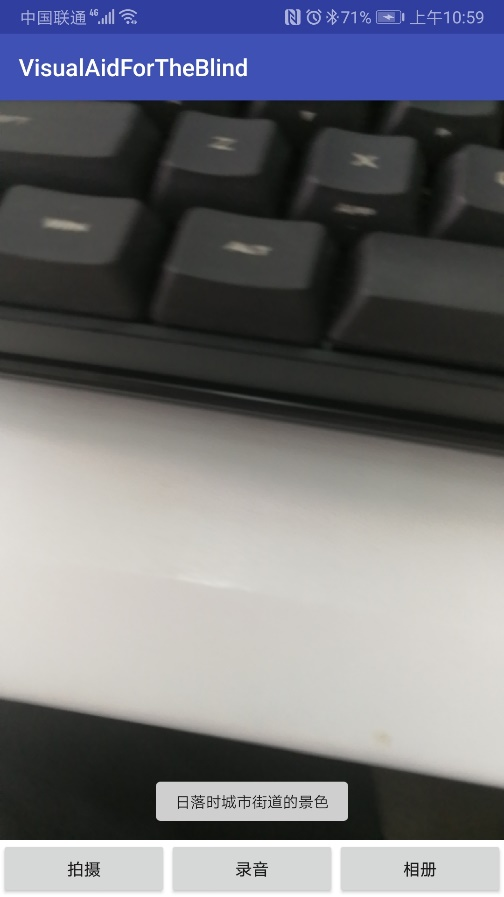 中国联通 4G 71% 上午10:59
VisualAidForTheBlind
Z X
日落时城市街道的景色
拍摄 录音 相册